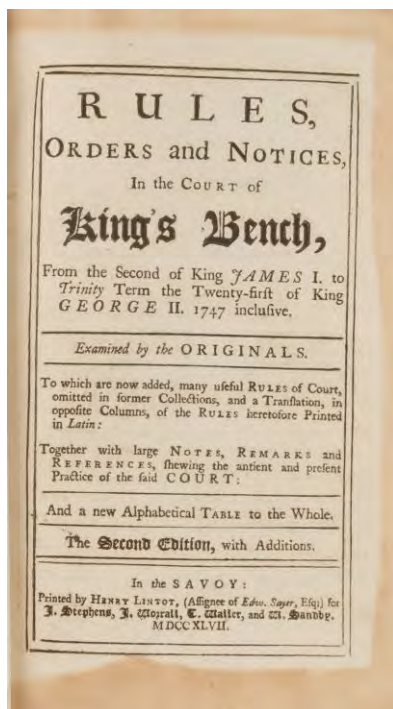 RULES,
ORDERS and NOTICES,
In the COURT of
King's Bench,
From the Second of King JAMES I. to
Trinity Term the Twenty-first of King
GEORGE II. 1747 inclusive.
Examined by the ORIGINALS.
To which are now added, many useful RULES of Court,
omitted in former Collections, and a Translation, in
opposite Columns, of the RULES heretofore Printed
in Latin:
Together with large NOTES, REMARKS and
REFERENCES, shewing the antient and present
Practice of the said COURT:
And a new Alphabetical TABLE to the Whole.
The Second Edition, with Additions.
In the SAVOY:
Printed by HENRY LINTOT, (Assignee of Edw. Sayer, Esq;) for
J. Stephens, J. Worrall, T. Waller, and W. Sandby.
MDCCXLVII.